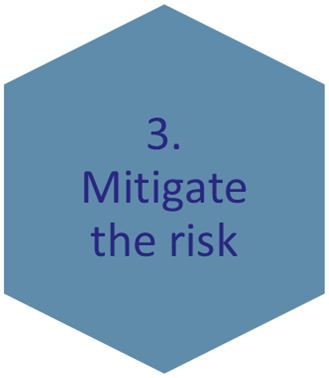 3.
Mitigate
the risk